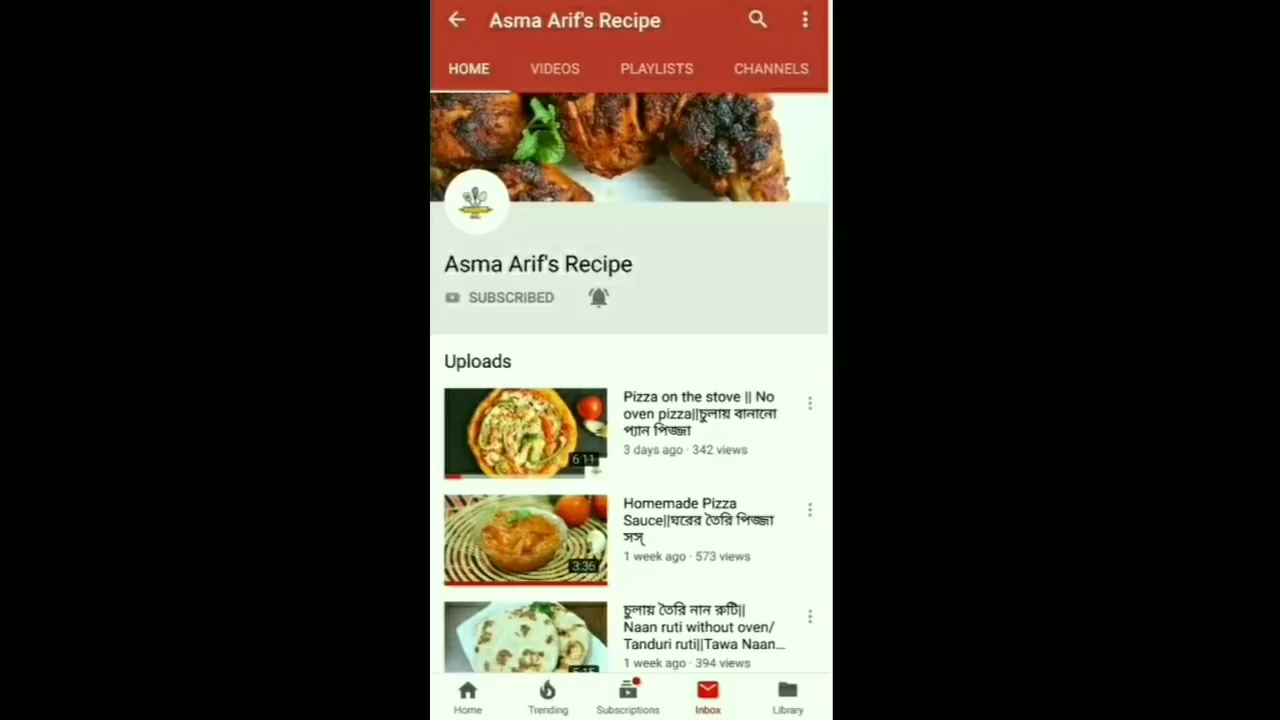 Asma Arif's Recipe
HOME VIDEOS PLAYLISTS CHANNELS
Asma Arif's Recipe
SUBSCRIBED
Uploads
Pizza on the stove || No
oven pizza||চুলায় বানানো
প্যান পিজ্জা
3 days ago · 342 views
6:11
Homemade Pizza
Sauce||ঘরের তৈরি পিজ্জা
সস্
1 week ago · 573 views
3:36
চুলায় তৈরি নান রুটি||
Naan ruti without oven/
Tanduri ruti||Tawa Naan...
1 week ago · 394 views
5:15
Home Trending Subscriptions Inbox Library